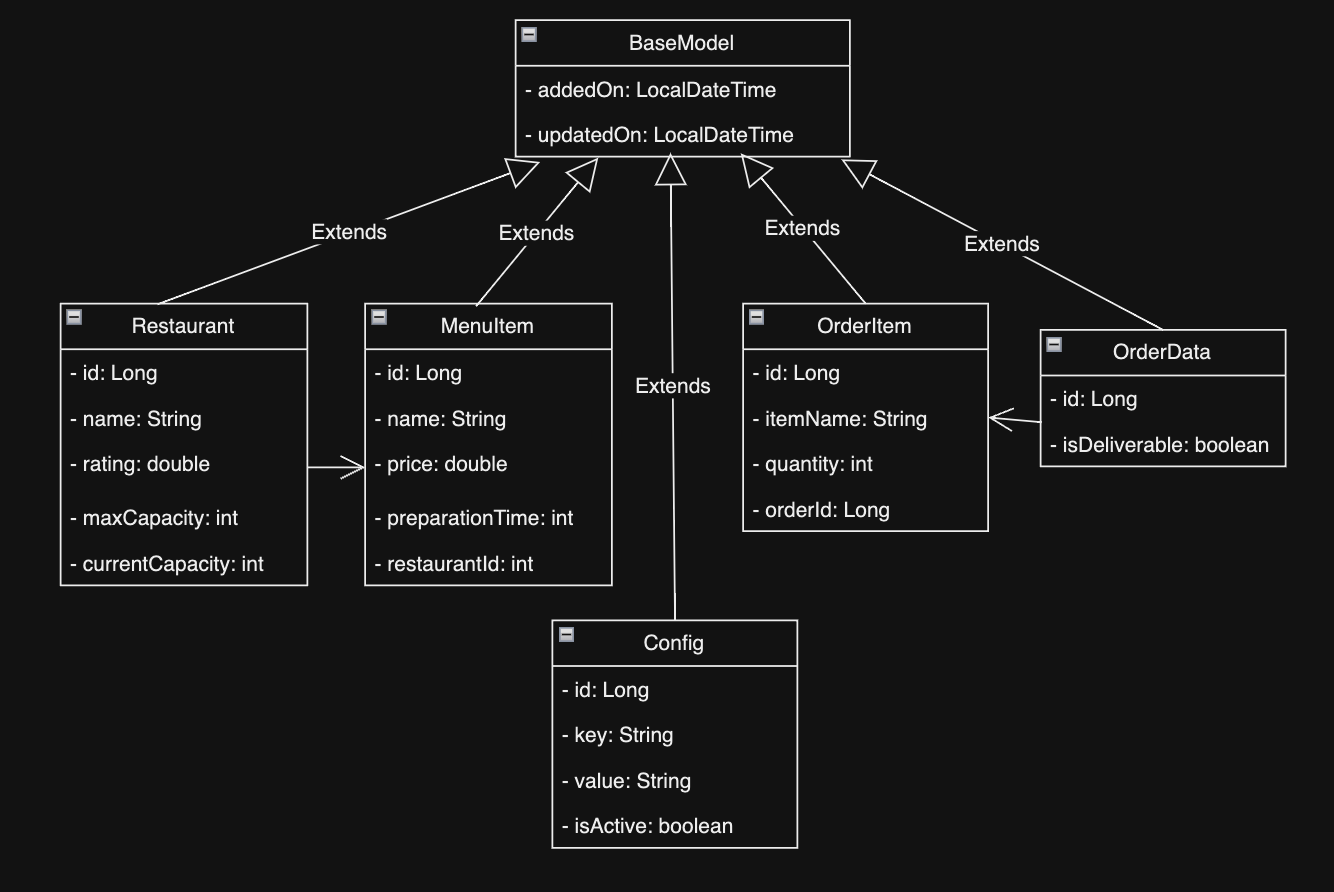 BaseModel
- addedOn: LocalDateTime
- updatedOn: LocalDateTime
Extends
Extends
Extends
Extends
Extends
Restaurant
- id: Long
- name: String
- rating: double
- maxCapacity: int
- currentCapacity: int
MenuItem
- id: Long
- name: String
- price: double
- preparationTime: int
- restaurantId: int
OrderItem
- id: Long
- itemName: String
- quantity: int
- orderId: Long
OrderData
- id: Long
- isDeliverable: boolean
Config
- id: Long
- key: String
- value: String
- isActive: boolean